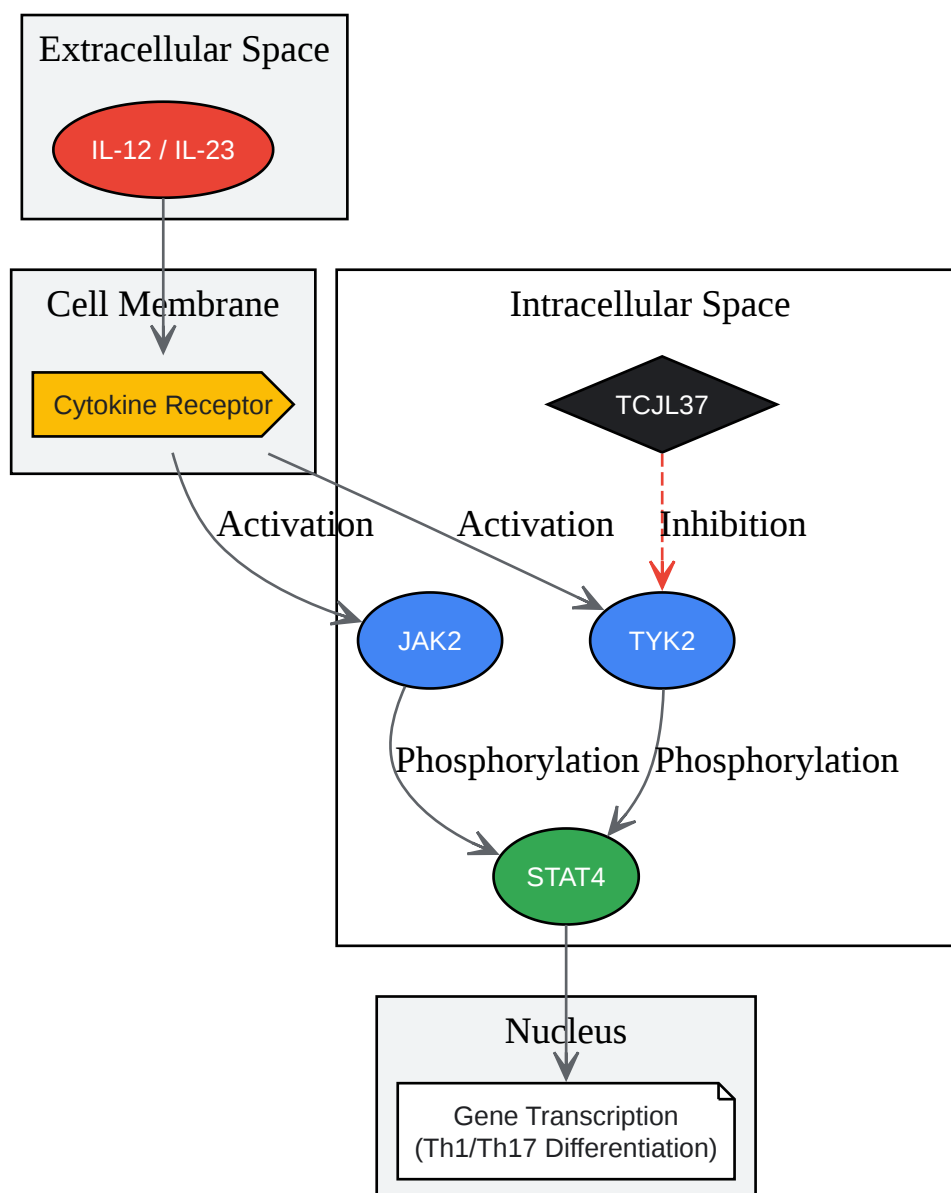 Extracellular Space
IL-12 / IL-23
Cell Membrane
Cytokine Receptor
Intracellular Space
TCJL37
Activation
Activation
Inhibition
JAK2
TYK2
Phosphorylation
Phosphorylation
STAT4
Nucleus
Gene Transcription
(Th1/Th17 Differentiation)